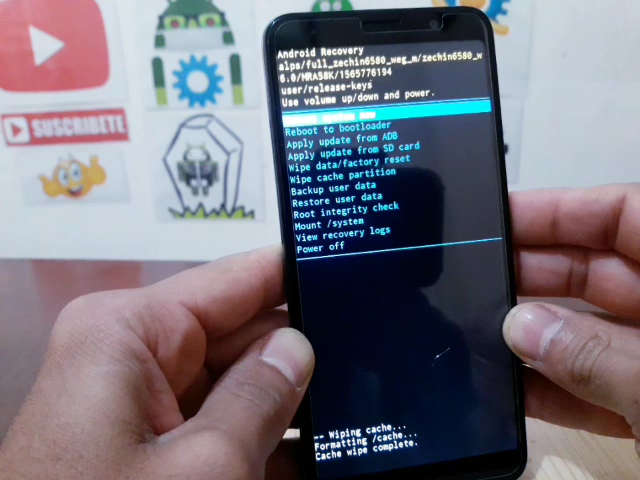 SUSCRIBETE
Android Recovery
alps/full_zechin6580_weg_m/zechin6580_w
6.0/MRA58K/1565776194
user/release-keys
Use volume up/down and power.
Reboot system now
Reboot to bootloader
Apply update from ADB
Apply update from SD card
Wipe data/factory reset
Wipe cache partition
Backup user data
Restore user data
Root integrity check
Mount /system
View recovery logs
Power off
-- Wiping cache...
Formatting /cache...
Cache wipe complete.